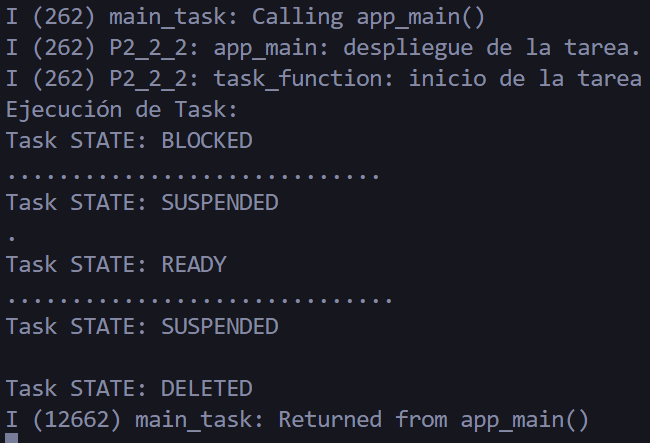 I (262) main_task: Calling app_main()
I (262) P2_2_2: app_main: despliegue de la tarea.
I (262) P2_2_2: task_function: inicio de la tarea
Ejecución de Task:
Task STATE: BLOCKED
.............................
Task STATE: SUSPENDED
.
Task STATE: READY
..............................
Task STATE: SUSPENDED
Task STATE: DELETED
I (12662) main_task: Returned from app_main()